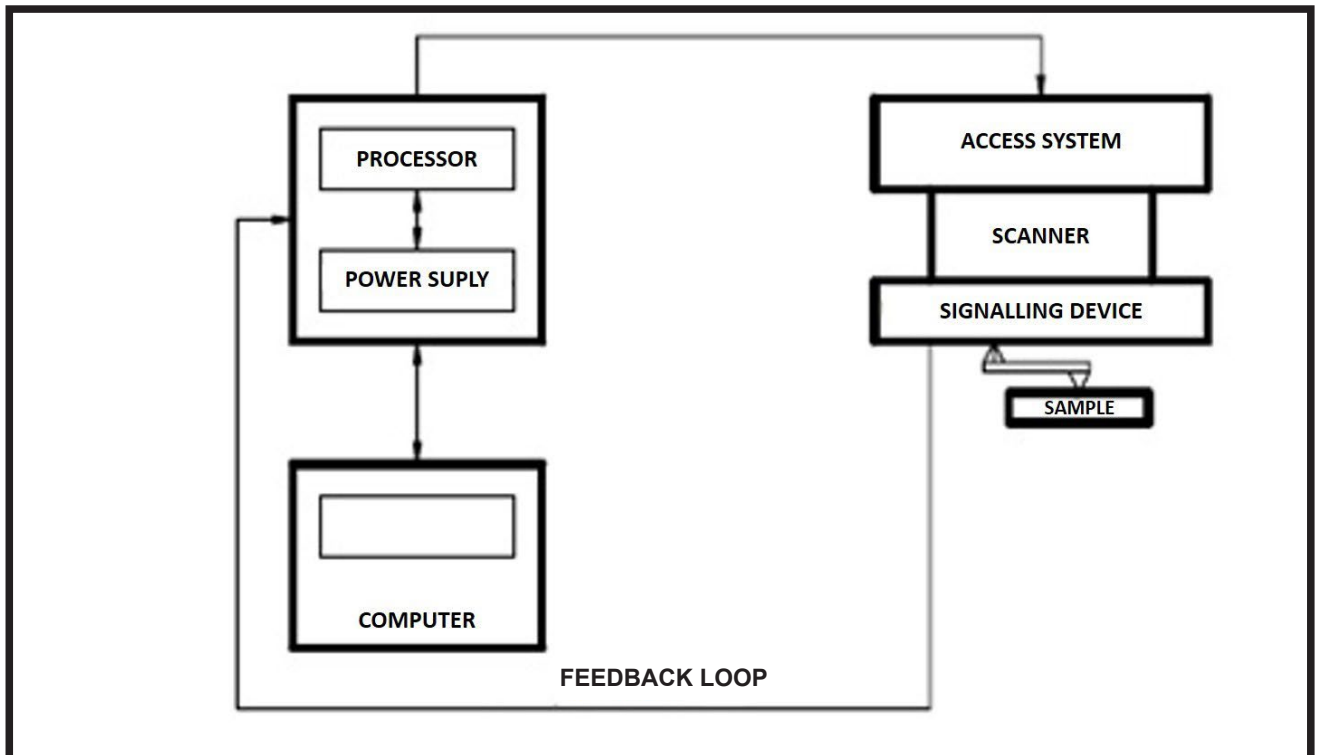 PROCESSOR
POWER SUPLY
COMPUTER
ACCESS SYSTEM
SCANNER
SIGNALLING DEVICE
SAMPLE
FEEDBACK LOOP